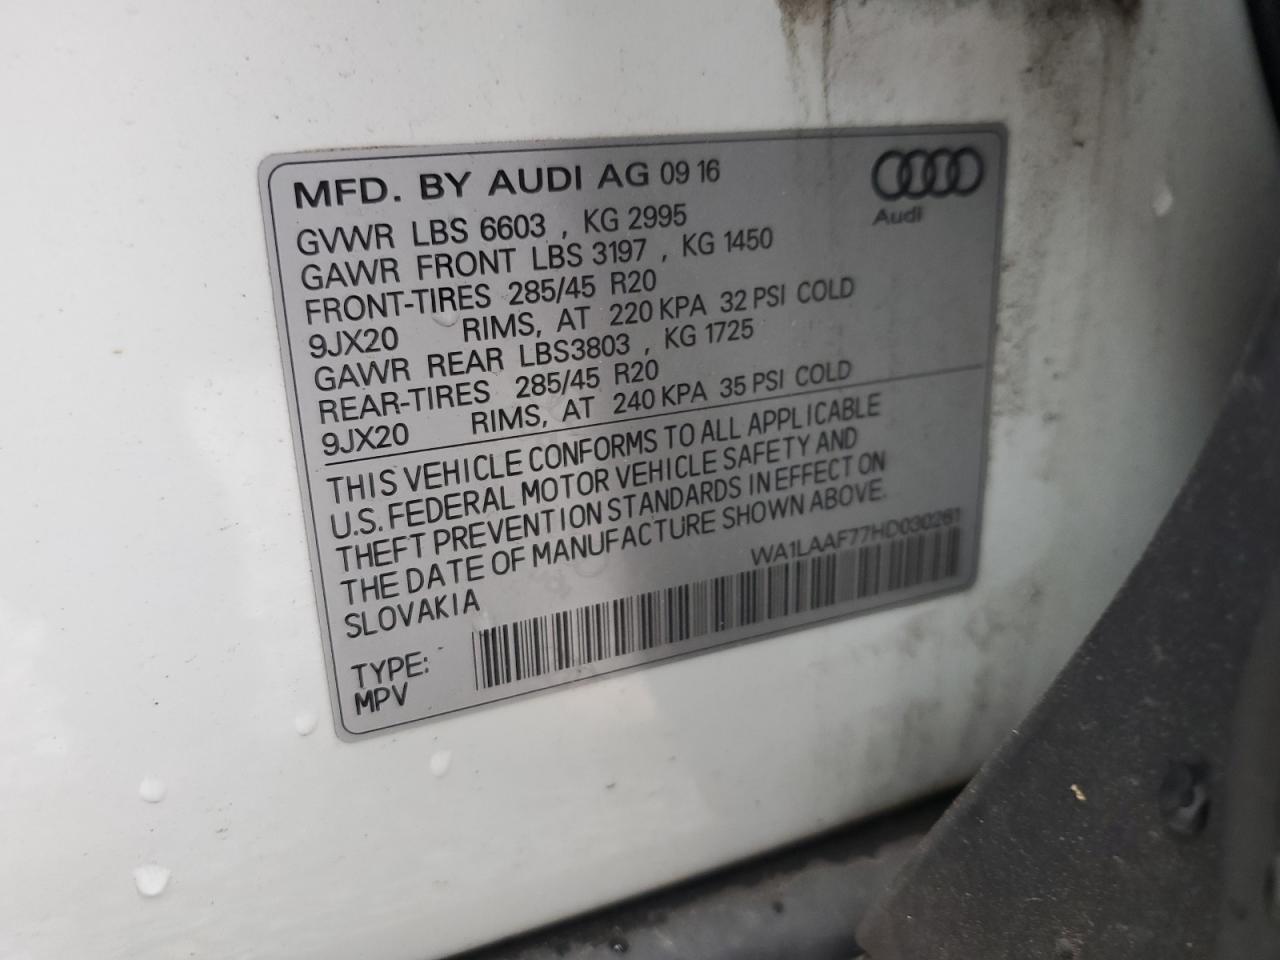 MFD. BY AUDI AG 09 16
Audi
GVWR LBS 6603 , KG 2995
GAWR FRONT LBS 3197 , KG 1450
FRONT-TIRES 285/45 R20
9JX20 RIMS, AT 220 KPA 32 PSI COLD
GAWR REAR LBS3803 , KG 1725
REAR-TIRES 285/45 R20
9JX20 RIMS, AT 240 KPA 35 PSI COLD
THIS VEHICLE CONFORMS TO ALL APPLICABLE
U.S. FEDERAL MOTOR VEHICLE SAFETY AND
THEFT PREVENTION STANDARDS IN EFFECT ON
THE DATE OF MANUFACTURE SHOWN ABOVE.
SLOVAKIA
WA1LAAF77HD030261
TYPE:
MPV